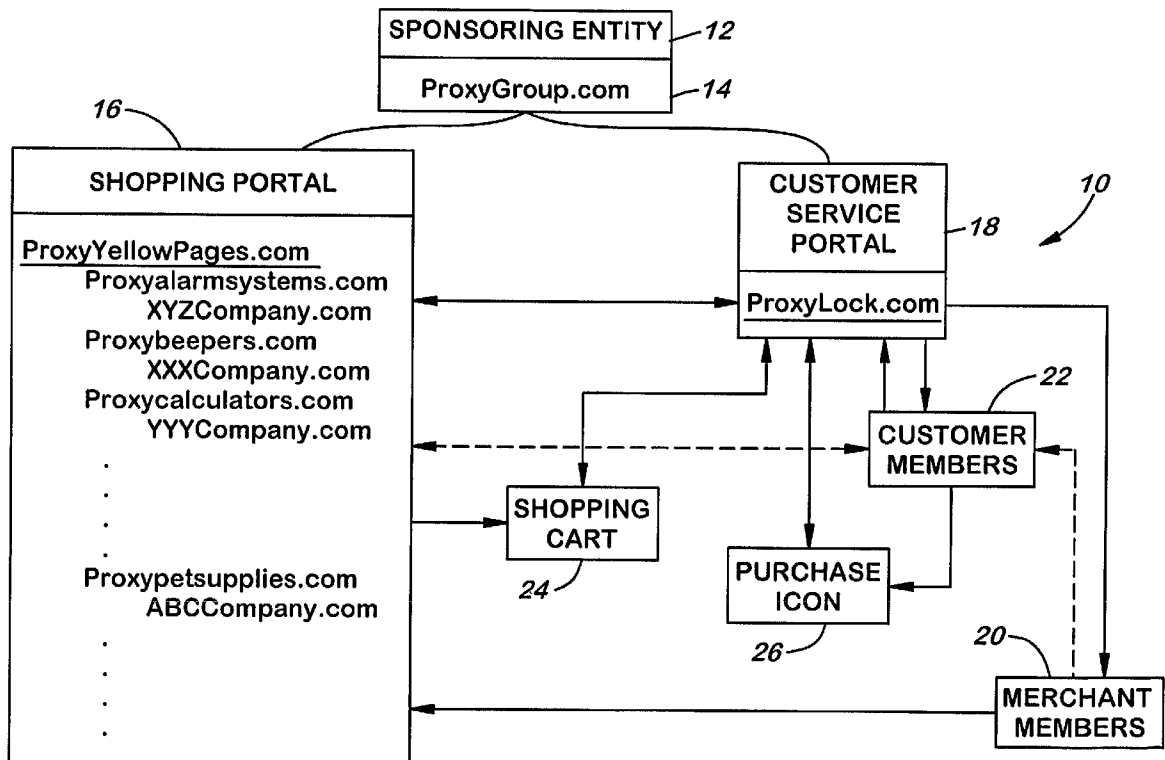 SPONSORING ENTITY
12
ProxyGroup.com
14
16
SHOPPING PORTAL
ProxyYellowPages.com
Proxyalarmsystems.com
XYZCompany.com
Proxybeepers.com
XXXCompany.com
Proxycalculators.com
YYYCompany.com
Proxypetsupplies.com
ABCCompany.com
CUSTOMER
SERVICE
PORTAL
18
ProxyLock.com
10
22
CUSTOMER
MEMBERS
SHOPPING
CART
24
PURCHASE
ICON
26
20
MERCHANT
MEMBERS